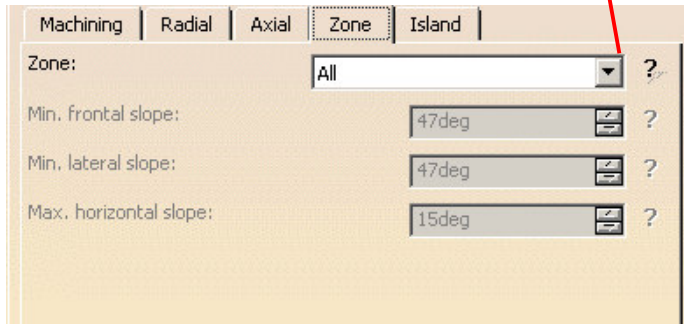 Machining Radial Axial Zone Island
Zone: All ?
Min. frontal slope: 47deg ?
Min. lateral slope: 47deg ?
Max. horizontal slope: 15deg ?